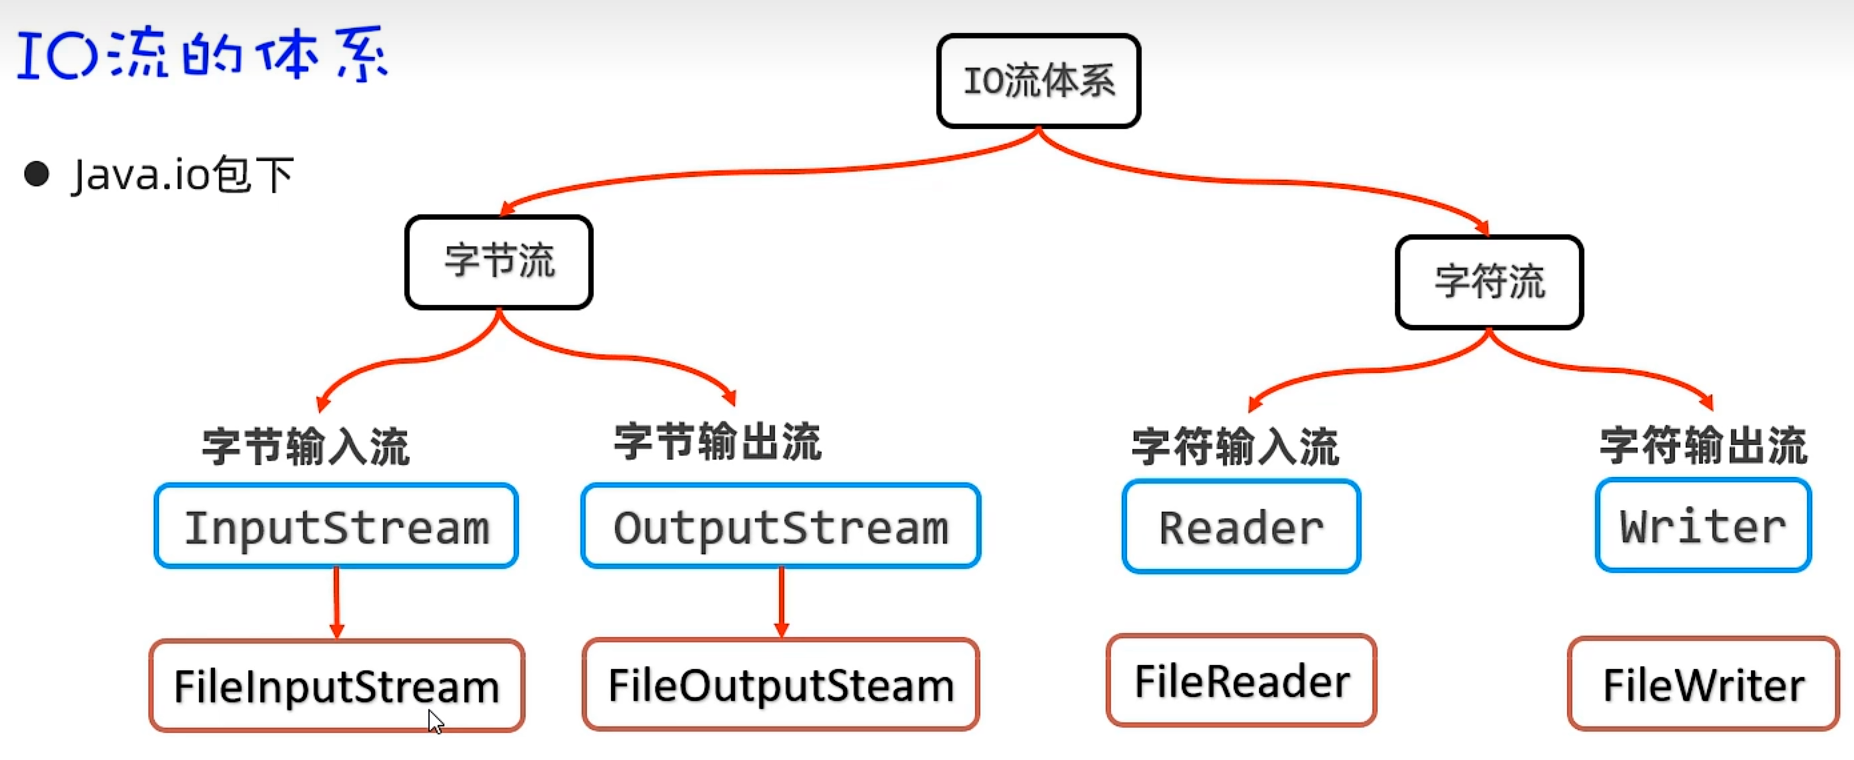 IO流的体系
IO流体系
Java.io包下
字节流
字符流
字节输入流
字节输出流
字符输入流
字符输出流
InputStream
OutputStream
Reader
Writer
FileInputStream
FileOutputSteam
FileReader
FileWriter